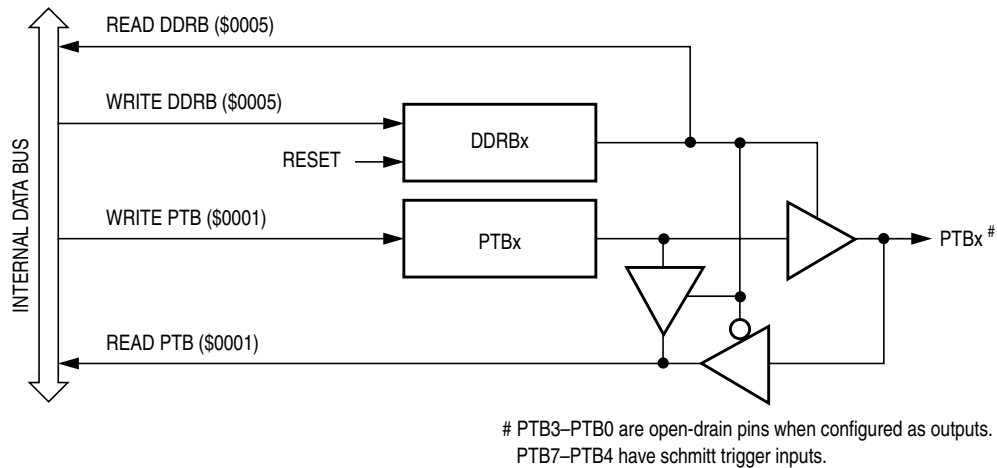 READ DDRB ($0005)
WRITE DDRB ($0005)
DDRBx
RESET
WRITE PTB ($0001)
PTBx
PTBx #
INTERNAL DATA BUS
READ PTB ($0001)
# PTB3–PTB0 are open-drain pins when configured as outputs.
PTB7–PTB4 have schmitt trigger inputs.